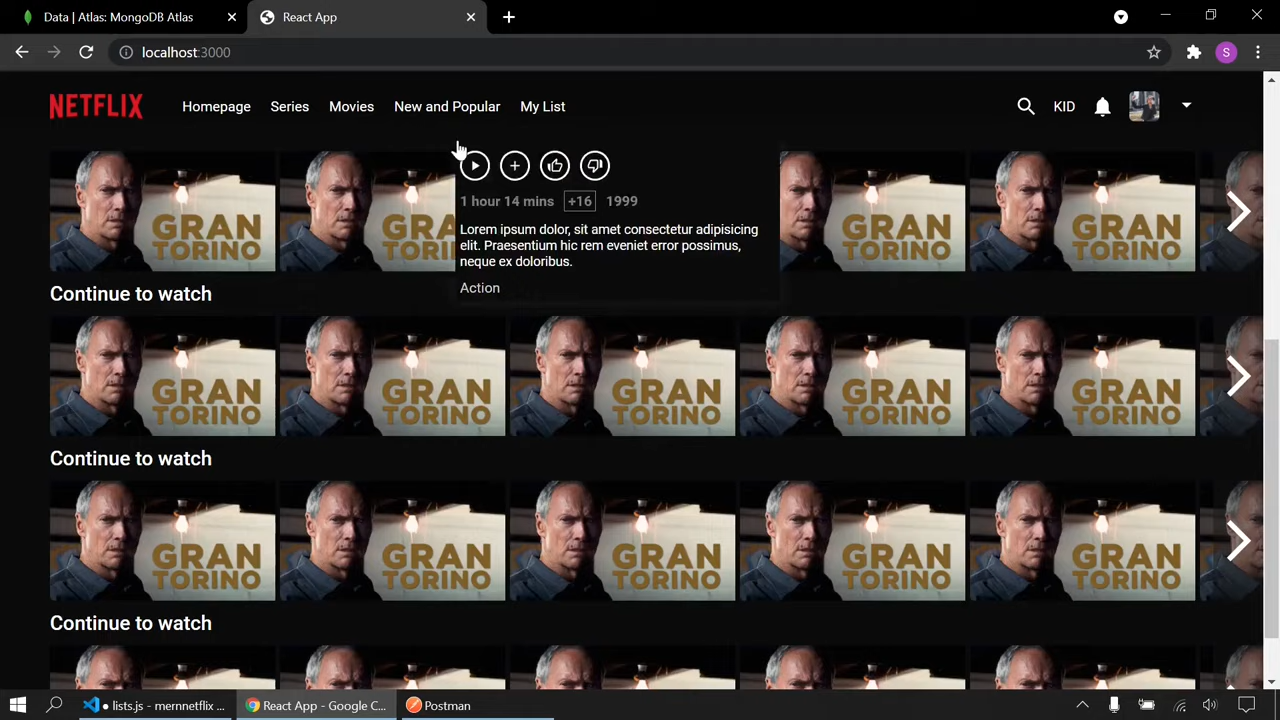 Data | Atlas: MongoDB Atlas
React App
localhost:3000
S
NETFLIX
Homepage
Series
Movies
New and Popular
My List
KID
1 hour 14 mins
+16
1999
Lorem ipsum dolor, sit amet consectetur adipisicing
elit. Praesentium hic rem eveniet error possimus,
neque ex doloribus.
Action
GRAN
TORINO
GRAN
GRAN
TORINO
GRAN
TORINO
Continue to watch
GRAN
TORINO
GRAN
TORINO
GRAN
TORINO
GRAN
TORINO
GRAN
TORINO
Continue to watch
GRAN
TORINO
GRAN
TORINO
GRAN
TORINO
GRAN
TORINO
GRAN
TORINO
Continue to watch
● lists.js - mernnetflix ...
React App - Google C...
Postman